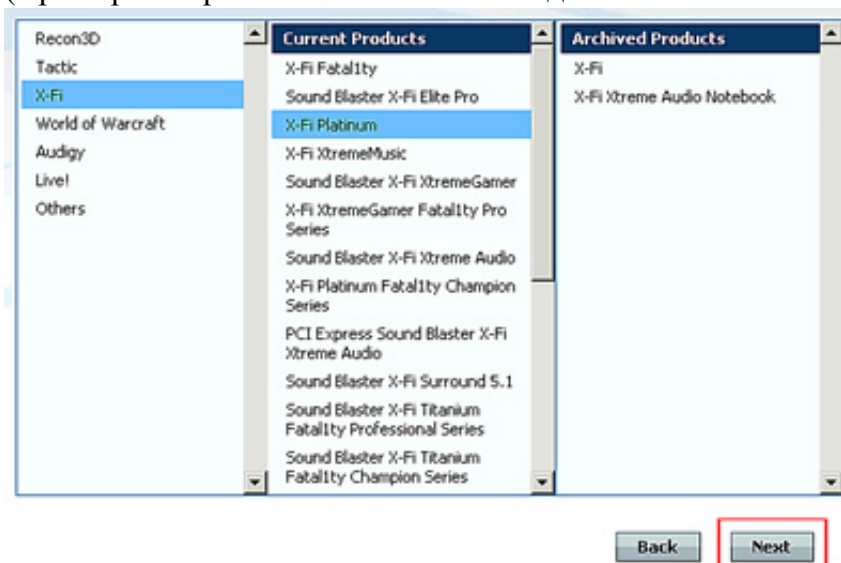 Recon3D
Tactic
X-Fi
World of Warcraft
Audigy
Live!
Others
Current Products
X-Fi Fatal1ty
Sound Blaster X-Fi Elite Pro
X-Fi Platinum
X-Fi XtremeMusic
Sound Blaster X-Fi XtremeGamer
X-Fi XtremeGamer Fatal1ty Pro
Series
Sound Blaster X-Fi Xtreme Audio
X-Fi Platinum Fatal1ty Champion
Series
PCI Express Sound Blaster X-Fi
Xtreme Audio
Sound Blaster X-Fi Surround 5.1
Sound Blaster X-Fi Titanium
Fatal1ty Professional Series
Sound Blaster X-Fi Titanium
Fatal1ty Champion Series
Archived Products
X-Fi
X-Fi Xtreme Audio Notebook
Back
Next